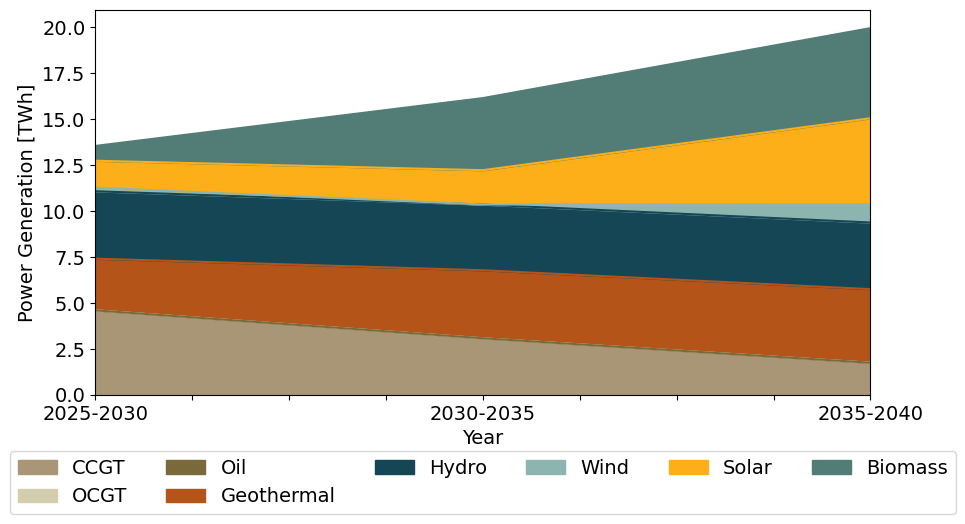 20.0
17.5
15.0
12.5
10.0
7.5
5.0
2.5
0.0
Power Generation [TWh]
2025-2030 2030-2035 2035-2040
Year
CCGT Oil Hydro Wind Solar Biomass
OCGT Geothermal